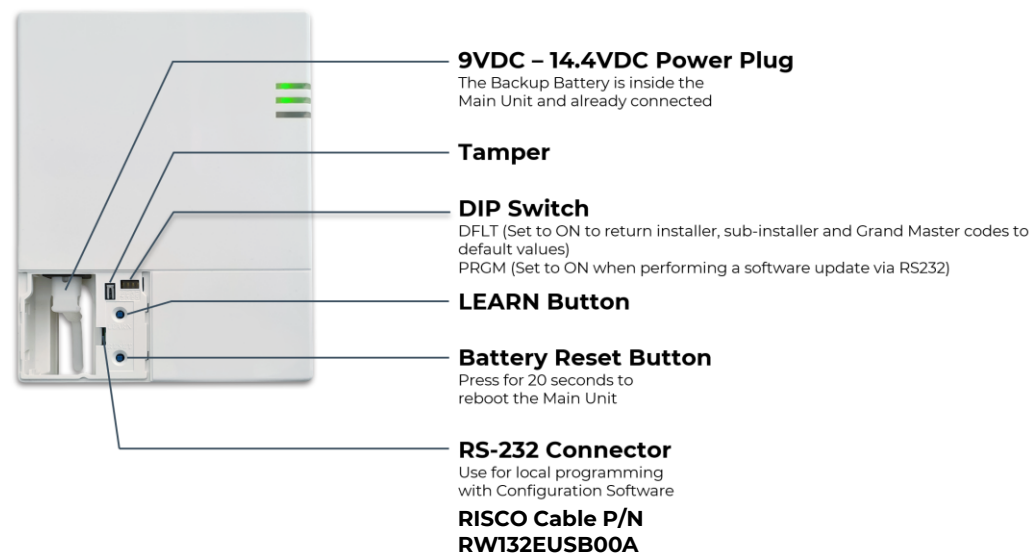 9VDC – 14.4VDC Power Plug
The Backup Battery is inside the
Main Unit and already connected
Tamper
DIP Switch
DFLT (Set to ON to return installer, sub-installer and Grand Master codes to
default values)
PRGM (Set to ON when performing a software update via RS232)
LEARN Button
Battery Reset Button
Press for 20 seconds to
reboot the Main Unit
RS-232 Connector
Use for local programming
with Configuration Software
RISCO Cable P/N
RW132EUSB00A